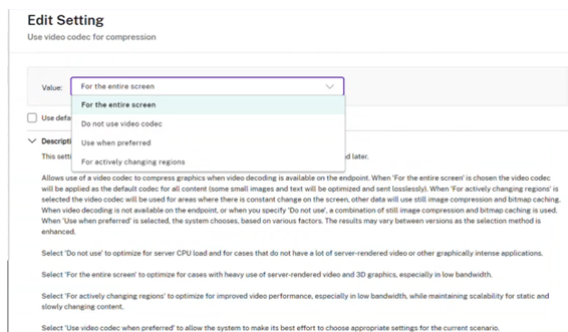 Edit Setting
Use video codec for compression
Value: For the entire screen
For the entire screen
Do not use video codec
Use when preferred
For actively changing regions
Use defa
Descripti
This setti d later.
Allows use of a video codec to compress graphics when video decoding is available on the endpoint. When 'For the entire screen' is chosen the video codec
will be applied as the default codec for all content (some small images and text will be optimized and sent losslessly). When 'For actively changing regions' is
selected the video codec will be used for areas where there is constant change on the screen, other data will use still image compression and bitmap caching.
When video decoding is not available on the endpoint, or when you specify 'Do not use', a combination of still image compression and bitmap caching is used.
When 'Use when preferred' is selected, the system chooses, based on various factors. The results may vary between versions as the selection method is
enhanced.
Select 'Do not use' to optimize for server CPU load and for cases that do not have a lot of server-rendered video or other graphically intense applications.
Select 'For the entire screen' to optimize for cases with heavy use of server-rendered video and 3D graphics, especially in low bandwidth.
Select 'For actively changing regions' to optimize for improved video performance, especially in low bandwidth, while maintaining scalability for static and
slowly changing content.
Select 'Use video codec when preferred' to allow the system to make its best effort to choose appropriate settings for the current scenario.